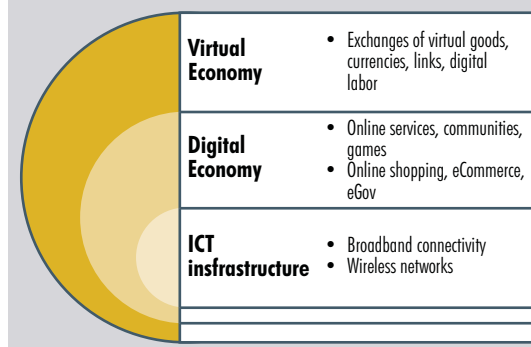 Virtual
Economy
• Exchanges of virtual goods,
currencies, links, digital
labor
Digital
Economy
• Online services, communities,
games
• Online shopping, eCommerce,
eGov
ICT
insfrastructure
• Broadband connectivity
• Wireless networks